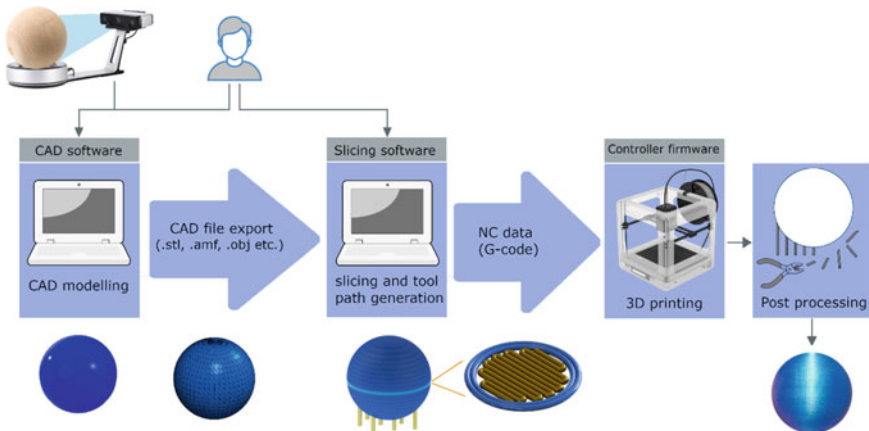 CAD software
CAD modelling
CAD file export
(.stl, .amf, .obj etc.)
Slicing software
slicing and tool
path generation
NC data
(G-code)
Controller firmware
3D printing
Post processing